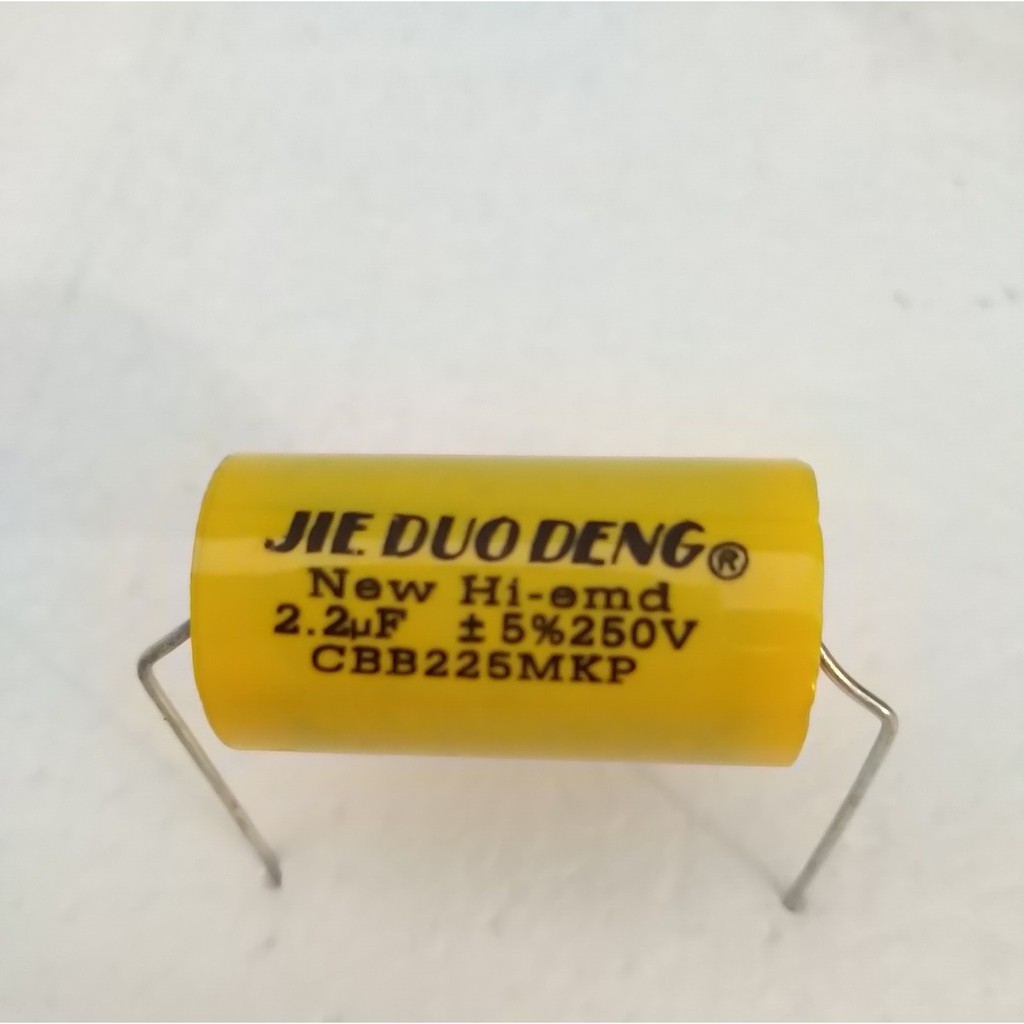 JIE DUO DENG®
New Hi-emd
2.2µF ±5%250V
CBB225MKP